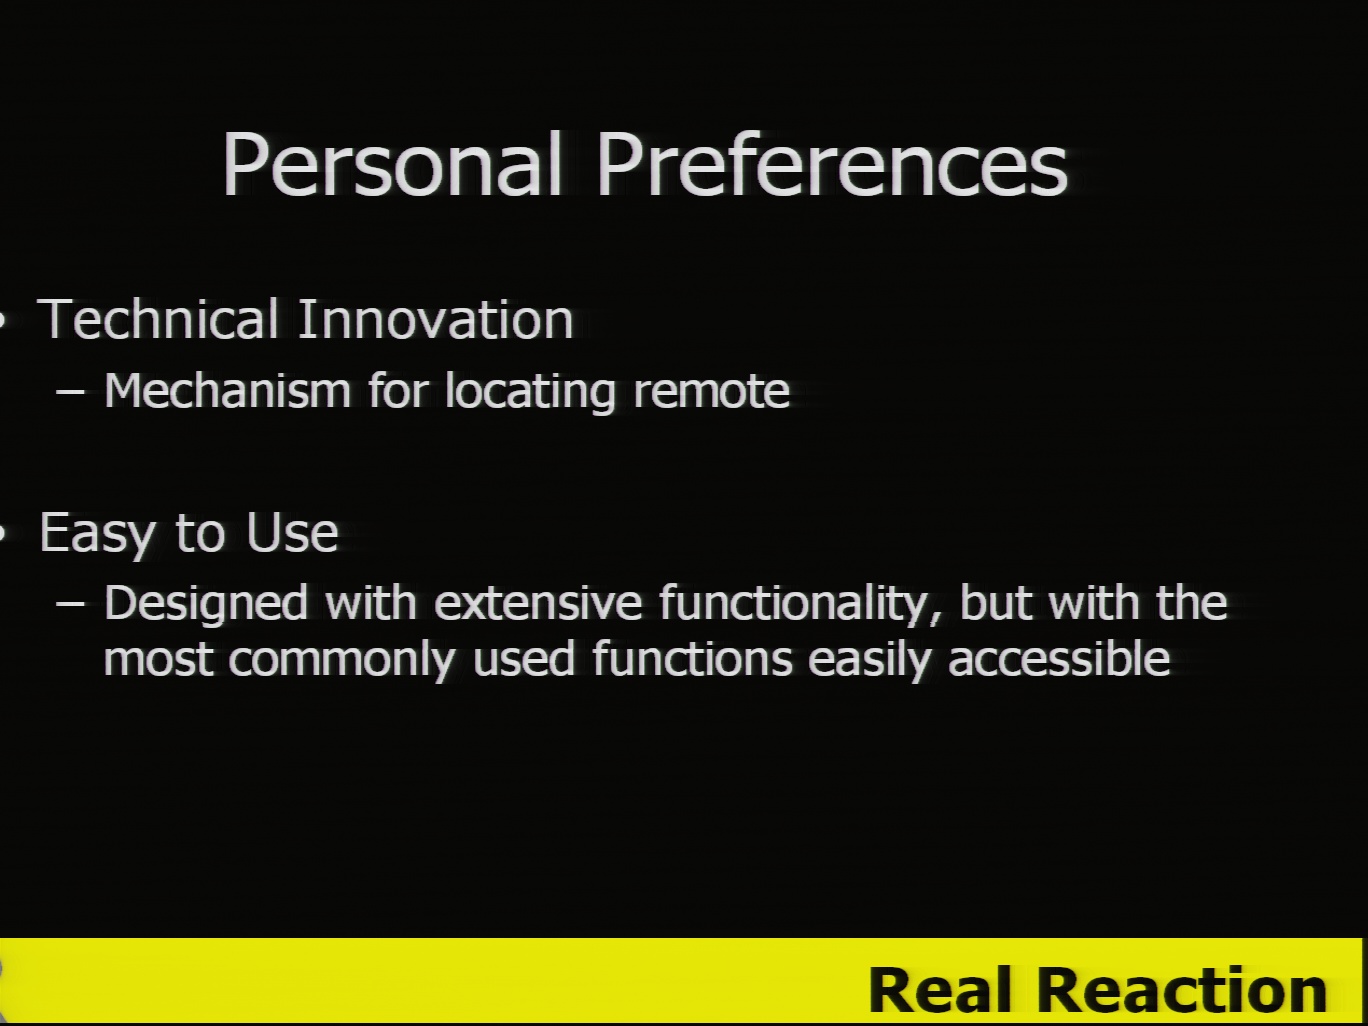 Personal Preferences
• Technical Innovation
– Mechanism for locating remote
• Easy to Use
– Designed with extensive functionality, but with the
most commonly used functions easily accessible
Real Reaction